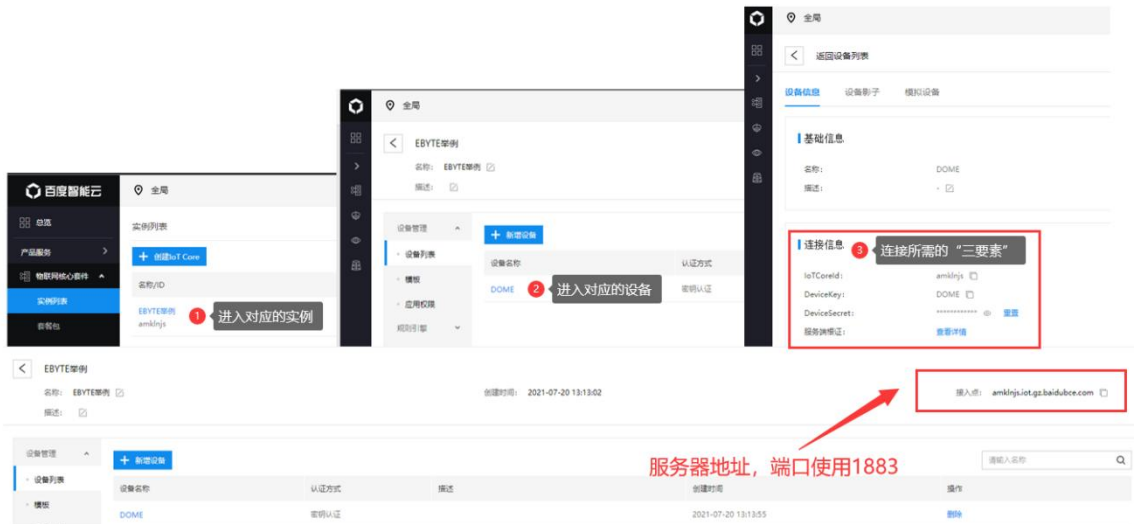 百度智能云
全局
总览
产品服务
物联网核心套件
实例列表
套餐包
实例列表
+ 创建IoT Core
名称/ID
EBYTE举例
amklnjs
1 进入对应的实例
全局
EBYTE举例
名称: EBYTE举例
描述:
设备管理
设备列表
模板
应用权限
规则引擎
+ 新增设备
设备名称 认证方式
DOME 密钥认证
2 进入对应的设备
全局
返回设备列表
设备信息 设备影子 模拟设备
基础信息
名称: DOME
描述: -
连接信息
3 连接所需的“三要素”
IoTCoreId: amklnjs
DeviceKey: DOME
DeviceSecret: ************ 重置
服务端根证: 查看详情
EBYTE举例
名称: EBYTE举例 创建时间: 2021-07-20 13:13:02 接入点: amklnjs.iot.gz.baidubce.com
描述:
服务器地址，端口使用1883
设备管理
设备列表
模板
+ 新增设备 请输入名称
设备名称 认证方式 描述 创建时间 操作
DOME 密钥认证 2021-07-20 13:13:55 删除